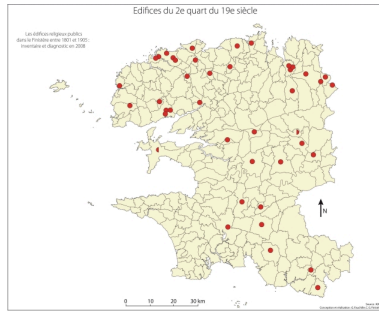 Edifices du 2e quart du 19e siècle
Les édifices religieux publics
dans le Finistère entre 1801 et 1905 :
inventaire et diagnostic en 2008
N
0 10 20 30 km